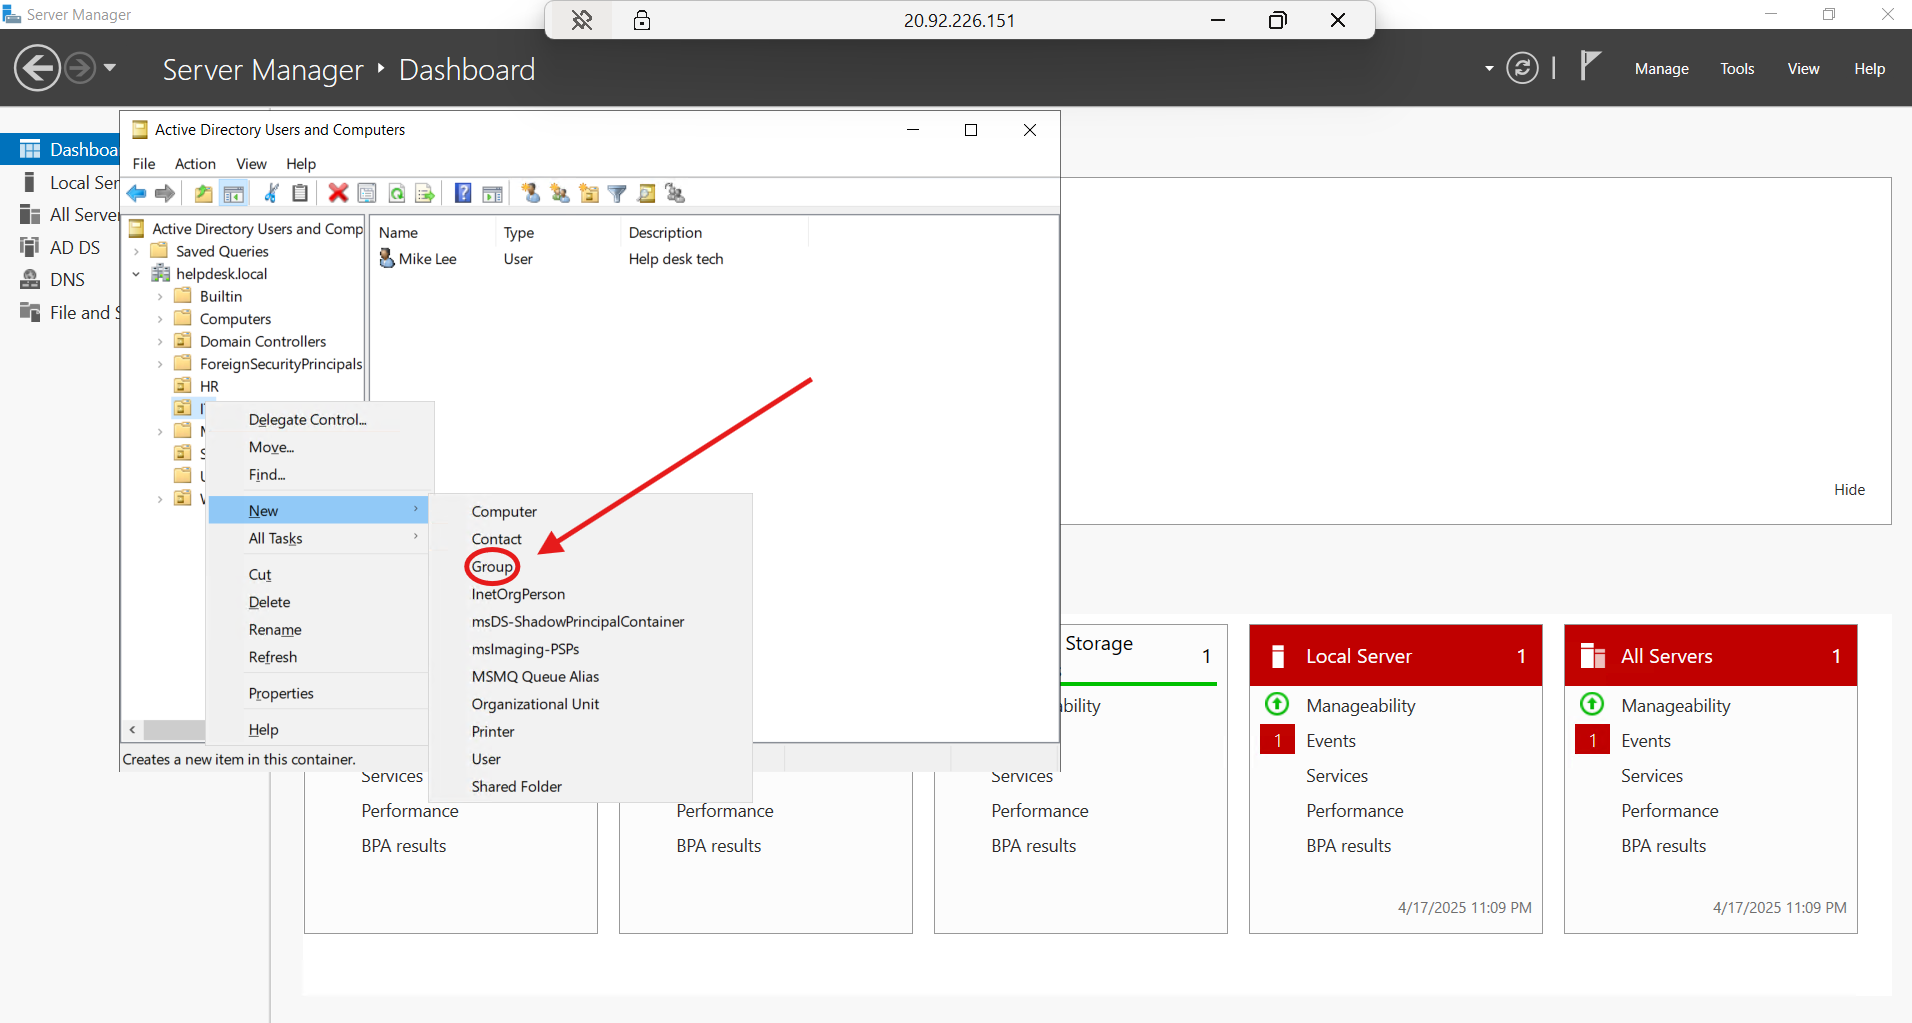 Server Manager
20.92.226.151
Server Manager ‣ Dashboard
Manage Tools View Help
Dashboa
Local Ser
All Server
AD DS
DNS
File and S
Active Directory Users and Computers
File Action View Help
Active Directory Users and Comp
Saved Queries
helpdesk.local
Builtin
Computers
Domain Controllers
ForeignSecurityPrincipals
HR
Name Type Description
Mike Lee User Help desk tech
Delegate Control...
Move...
Find...
New
All Tasks
Cut
Delete
Rename
Refresh
Properties
Help
Computer
Contact
Group
InetOrgPerson
msDS-ShadowPrincipalContainer
msImaging-PSPs
MSMQ Queue Alias
Organizational Unit
Printer
User
Shared Folder
Creates a new item in this container.
Hide
Services
Performance
BPA results
Performance
BPA results
Storage 1
ability
Services
Performance
BPA results
Local Server 1
Manageability
1 Events
Services
Performance
BPA results
4/17/2025 11:09 PM
All Servers 1
Manageability
1 Events
Services
Performance
BPA results
4/17/2025 11:09 PM